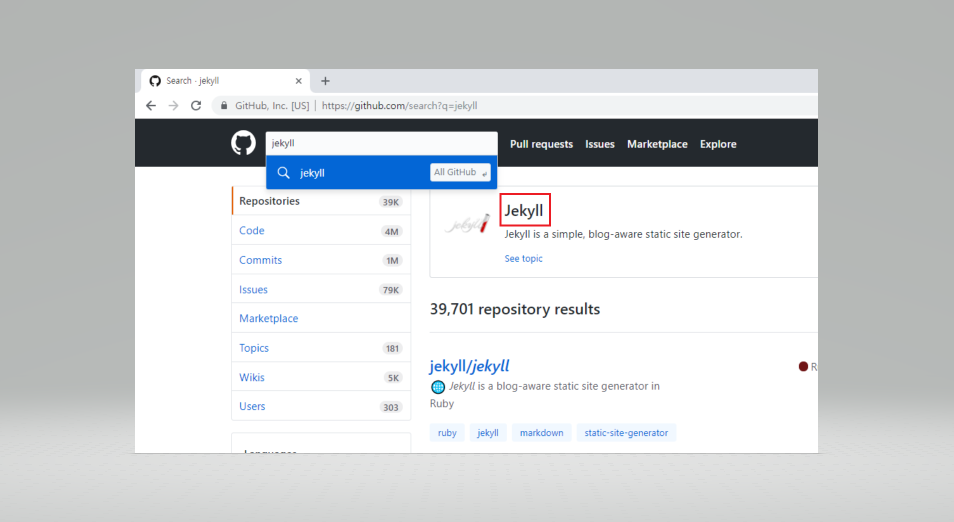 Search · jekyll
GitHub, Inc. [US] | https://github.com/search?q=jekyll
jekyll
Pull requests Issues Marketplace Explore
jekyll All GitHub
Repositories 39K
Code 4M
Commits 1M
Issues 79K
Marketplace
Topics 181
Wikis 5K
Users 303
jekyll
Jekyll
Jekyll is a simple, blog-aware static site generator.
See topic
39,701 repository results
jekyll/jekyll
R
Jekyll is a blog-aware static site generator in
Ruby
ruby jekyll markdown static-site-generator